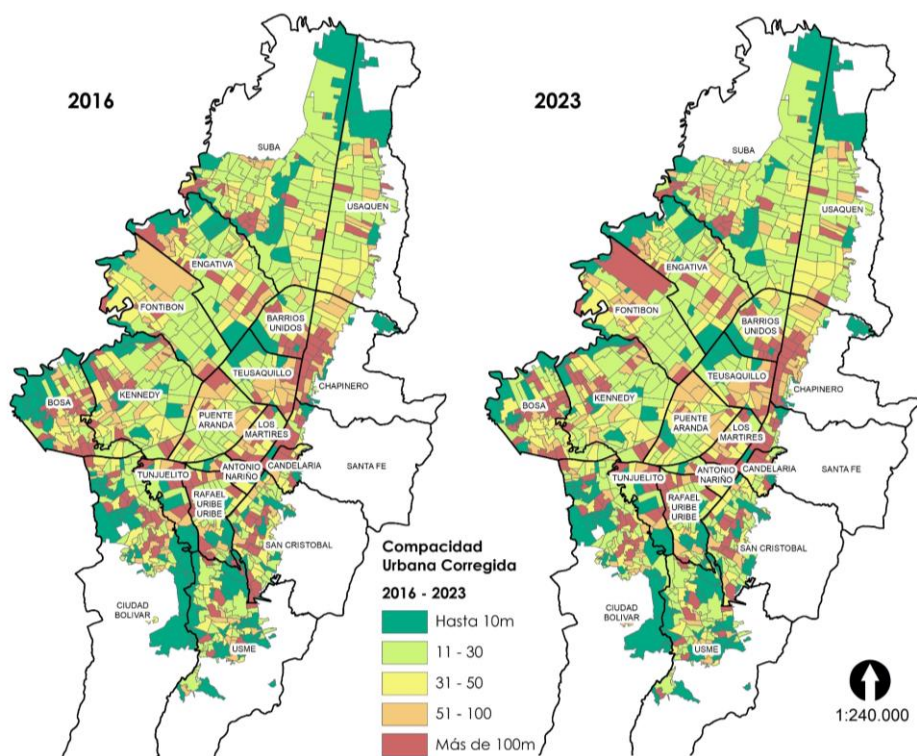 2016
SUBA
USAQUEN
ENGATIVA
FONTIBON
BARRIOS
UNIDOS
TEUSAQUILLO
CHAPINERO
BOSA
KENNEDY
PUENTE
ARANDA
LOS
MARTIRES
TUNJUELITO
ANTONIO
NARIÑO
CANDELARIA
SANTA FE
RAFAEL
URIBE
URIBE
SAN CRISTOBAL
CIUDAD
BOLIVAR
USME
Compacidad
Urbana Corregida
2016 - 2023
Hasta 10m
11 - 30
31 - 50
51 - 100
Más de 100m
2023
SUBA
USAQUEN
ENGATIVA
FONTIBON
BARRIOS
UNIDOS
TEUSAQUILLO
CHAPINERO
BOSA
KENNEDY
PUENTE
ARANDA
LOS
MARTIRES
TUNJUELITO
ANTONIO
NARIÑO
CANDELARIA
SANTA FE
RAFAEL
URIBE
URIBE
SAN CRISTOBAL
CIUDAD
BOLIVAR
USME
1:240.000